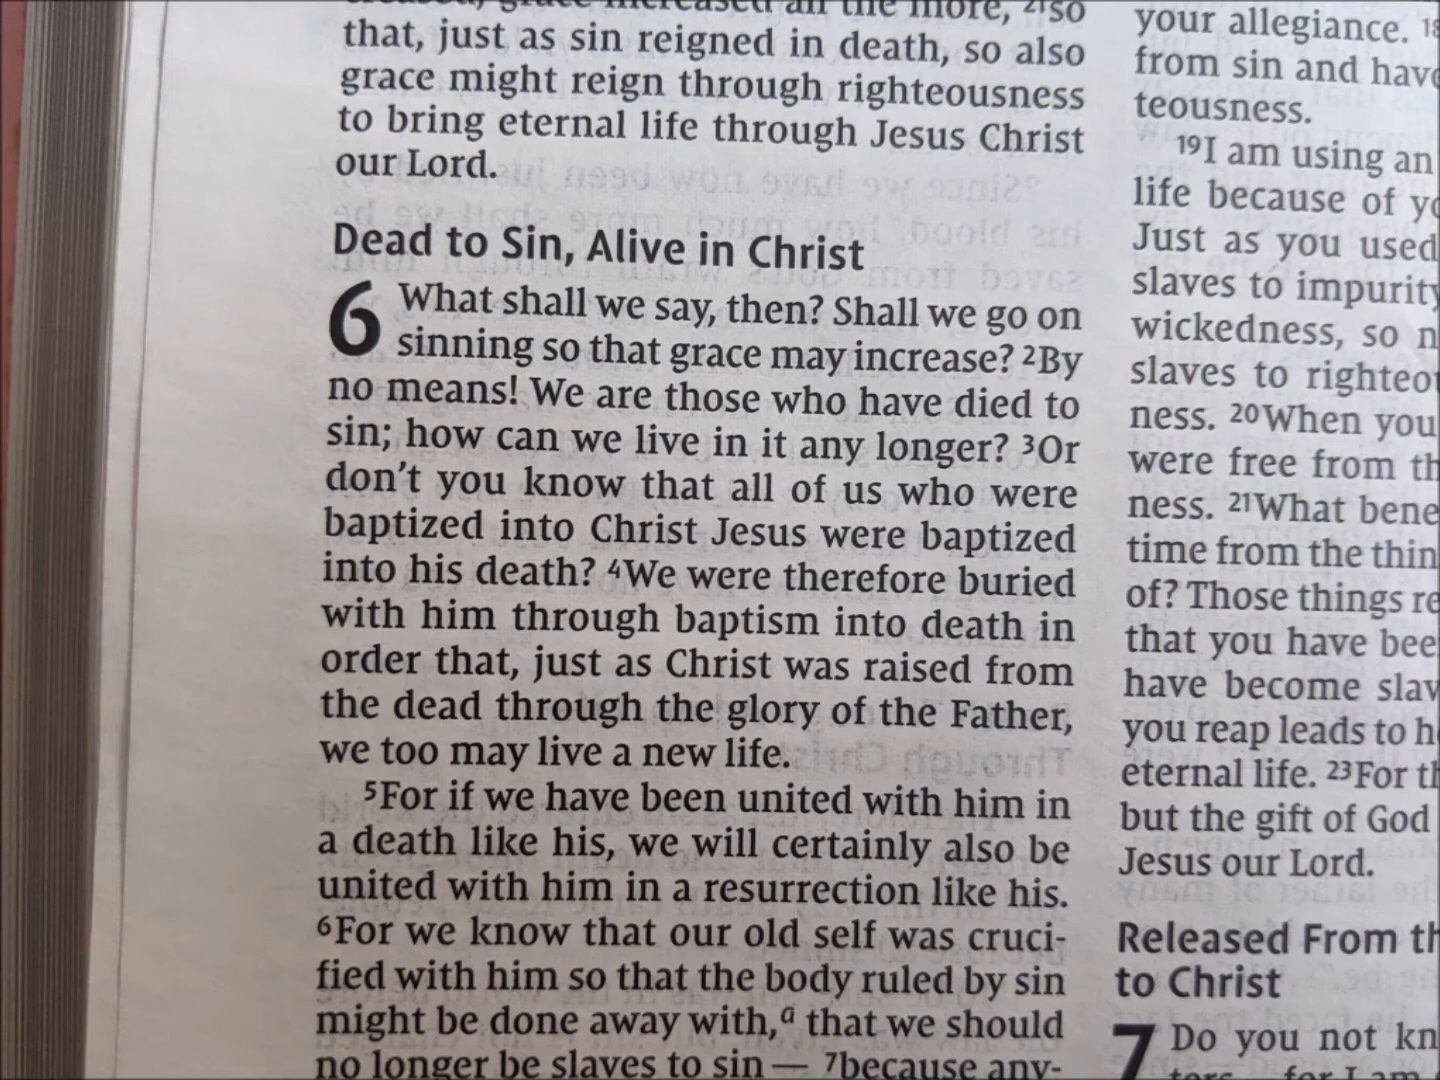 grace increased all the more, 21so
that, just as sin reigned in death, so also
grace might reign through righteousness
to bring eternal life through Jesus Christ
our Lord.
Dead to Sin, Alive in Christ
6 What shall we say, then? Shall we go on
sinning so that grace may increase? 2By
no means! We are those who have died to
sin; how can we live in it any longer? 3Or
don't you know that all of us who were
baptized into Christ Jesus were baptized
into his death? 4We were therefore buried
with him through baptism into death in
order that, just as Christ was raised from
the dead through the glory of the Father,
we too may live a new life.
5For if we have been united with him in
a death like his, we will certainly also be
united with him in a resurrection like his.
6For we know that our old self was cruci-
fied with him so that the body ruled by sin
might be done away with,a that we should
no longer be slaves to sin — 7because any-
your allegiance. 18
from sin and have
teousness.
19I am using an
life because of yo
Just as you used
slaves to impurity
wickedness, so n
slaves to righteou
ness. 20When you
were free from th
ness. 21What bene
time from the thin
of? Those things re
that you have bee
have become slav
you reap leads to h
eternal life. 23For th
but the gift of God
Jesus our Lord.
Released From th
to Christ
7 Do you not kn
ters — for I am